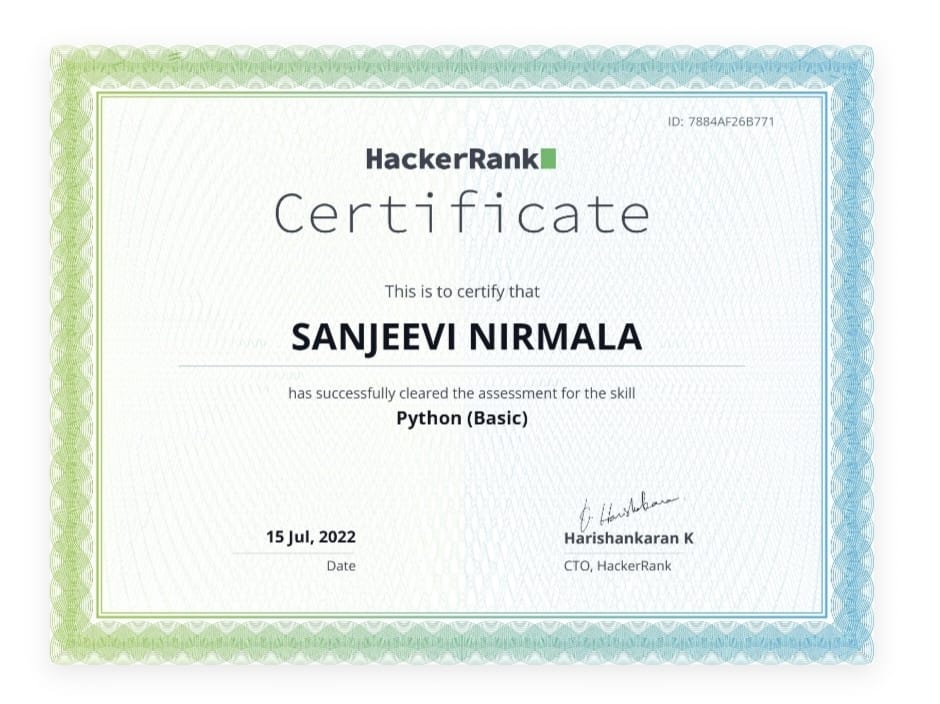 ID: 7884AF26B771
HackerRank
Certificate
This is to certify that
SANJEEVI NIRMALA
has successfully cleared the assessment for the skill
Python (Basic)
15 Jul, 2022
Date
Harishankaran K
CTO, HackerRank